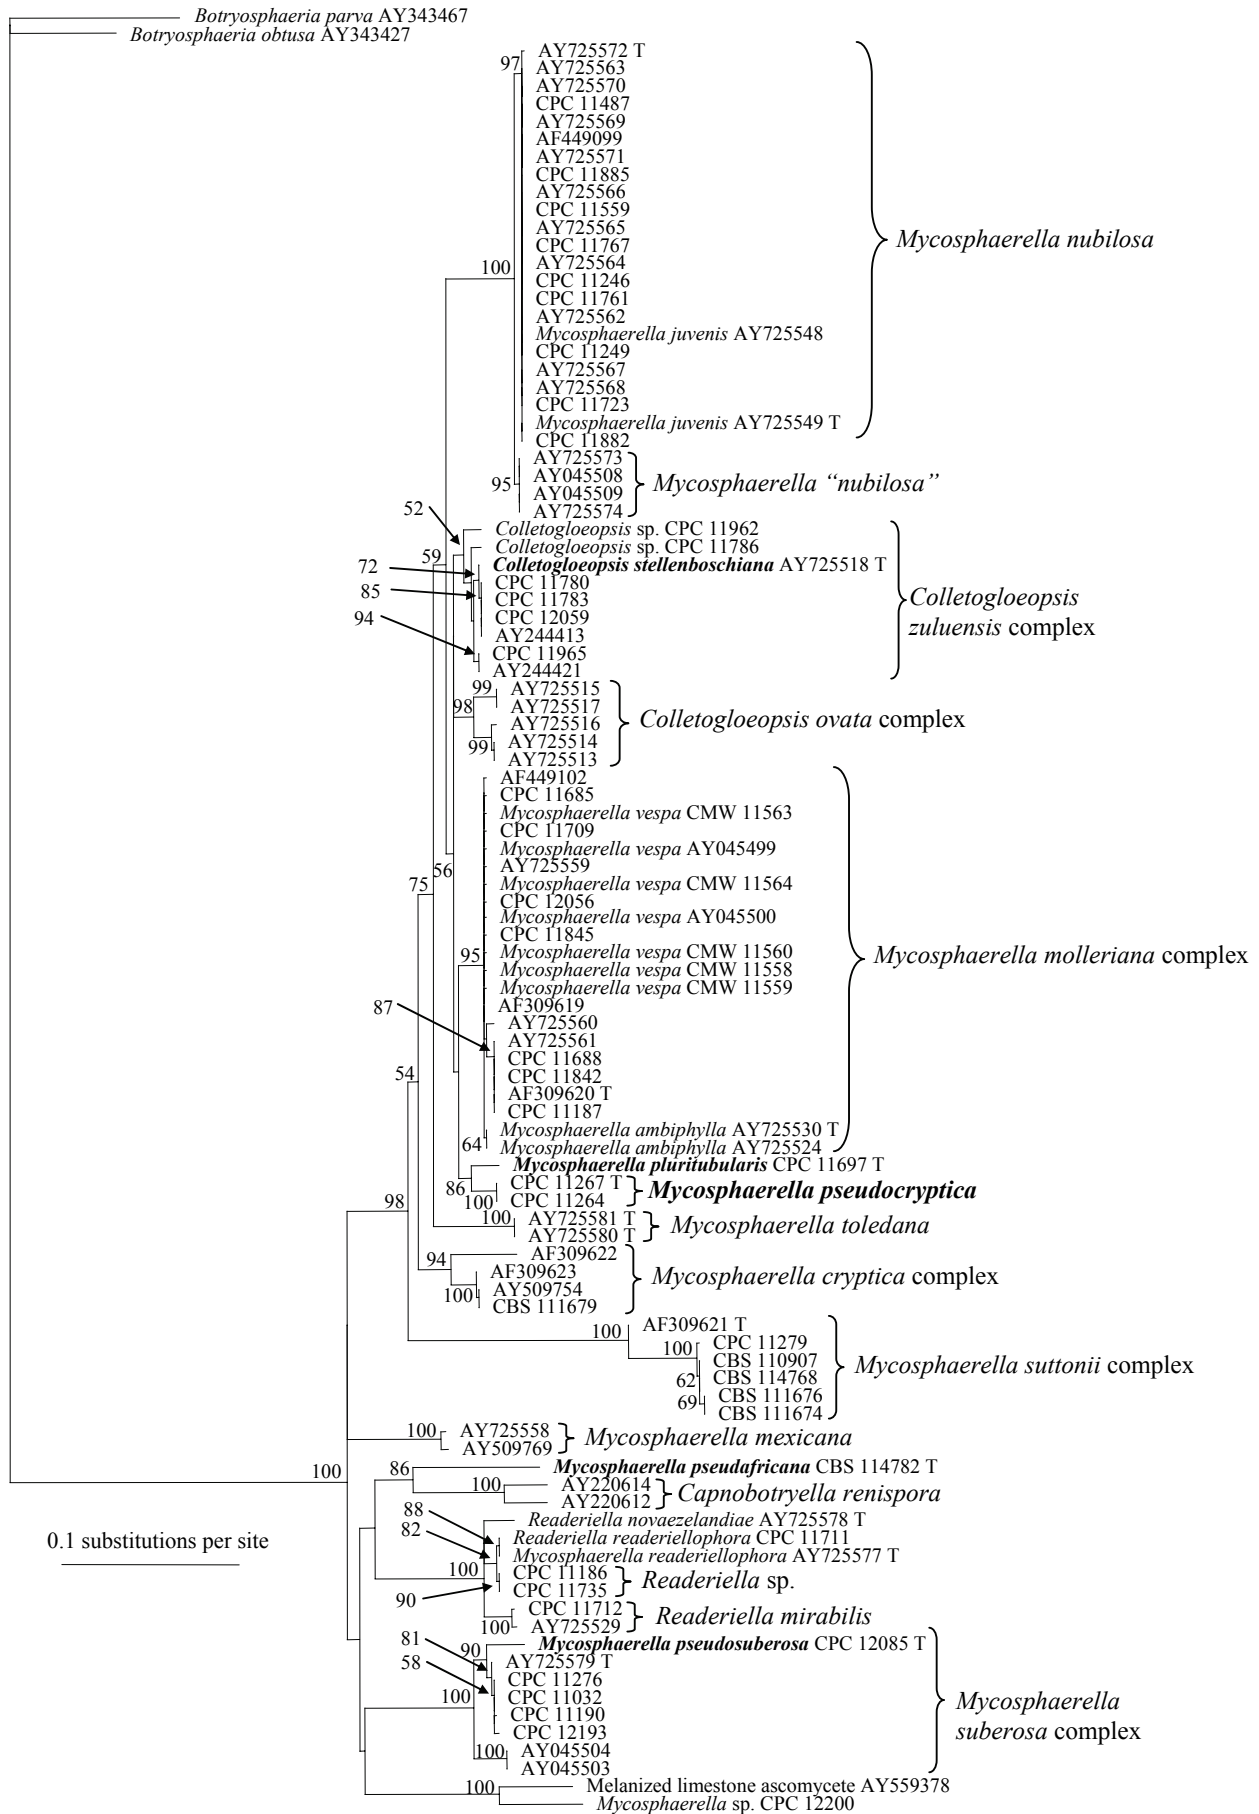 Botryosphaeria parva AY343467
Botryosphaeria obtusa AY343427
97
AY725572 T
AY725563
AY725570
CPC 11487
AY725569
AF449099
AY725571
CPC 11885
AY725566
CPC 11559
AY725565
CPC 11767
AY725564
CPC 11246
CPC 11761
AY725562
Mycosphaerella juvenis AY725548
CPC 11249
AY725567
AY725568
CPC 11723
Mycosphaerella juvenis AY725549 T
CPC 11882
Mycosphaerella nubilosa
100
AY725573
AY045508
AY045509
AY725574
95
Mycosphaerella “nubilosa”
52
59
72
85
94
Colletogloeopsis sp. CPC 11962
Colletogloeopsis sp. CPC 11786
Colletogloeopsis stellenboschiana AY725518 T
CPC 11780
CPC 11783
CPC 12059
AY244413
CPC 11965
AY244421
Colletogloeopsis
zuluensis complex
99
98
99
AY725515
AY725517
AY725516
AY725514
AY725513
Colletogloeopsis ovata complex
AF449102
CPC 11685
Mycosphaerella vespa CMW 11563
CPC 11709
Mycosphaerella vespa AY045499
AY725559
Mycosphaerella vespa CMW 11564
CPC 12056
Mycosphaerella vespa AY045500
CPC 11845
Mycosphaerella vespa CMW 11560
Mycosphaerella vespa CMW 11558
Mycosphaerella vespa CMW 11559
AF309619
AY725560
AY725561
CPC 11688
CPC 11842
AF309620 T
CPC 11187
Mycosphaerella ambiphylla AY725530 T
Mycosphaerella ambiphylla AY725524
Mycosphaerella molleriana complex
56
75
95
87
54
64
Mycosphaerella pluritubularis CPC 11697 T
86
CPC 11267 T
CPC 11264
100
Mycosphaerella pseudocryptica
98
100
AY725581 T
AY725580 T
Mycosphaerella toledana
94
AF309622
AF309623
AY509754
CBS 111679
100
Mycosphaerella cryptica complex
100
AF309621 T
100
CPC 11279
CBS 110907
CBS 114768
CBS 111676
CBS 111674
62
69
Mycosphaerella suttonii complex
100
AY725558
AY509769
Mycosphaerella mexicana
100
86
Mycosphaerella pseudafricana CBS 114782 T
100
AY220614
AY220612
Capnobotryella renispora
88
82
100
90
Readeriella novaezelandiae AY725578 T
Readeriella readeriellophora CPC 11711
Mycosphaerella readeriellophora AY725577 T
CPC 11186
CPC 11735
Readeriella sp.
CPC 11712
AY725529
100
Readeriella mirabilis
0.1 substitutions per site
81
58
90
100
Mycosphaerella pseudosuberosa CPC 12085 T
AY725579 T
CPC 11276
CPC 11032
CPC 11190
CPC 12193
100
AY045504
AY045503
Mycosphaerella
suberosa complex
100
Melanized limestone ascomycete AY559378
Mycosphaerella sp. CPC 12200